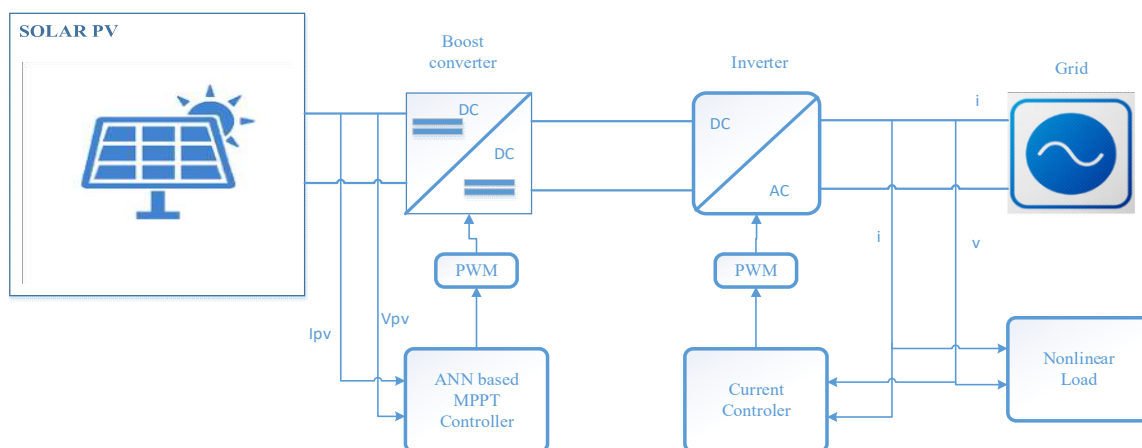 SOLAR PV
Boost
converter
Inverter
Grid
DC
DC
DC
AC
i
i
v
PWM
PWM
Ipv
Vpv
ANN based
MPPT
Controller
Current
Controler
Nonlinear
Load